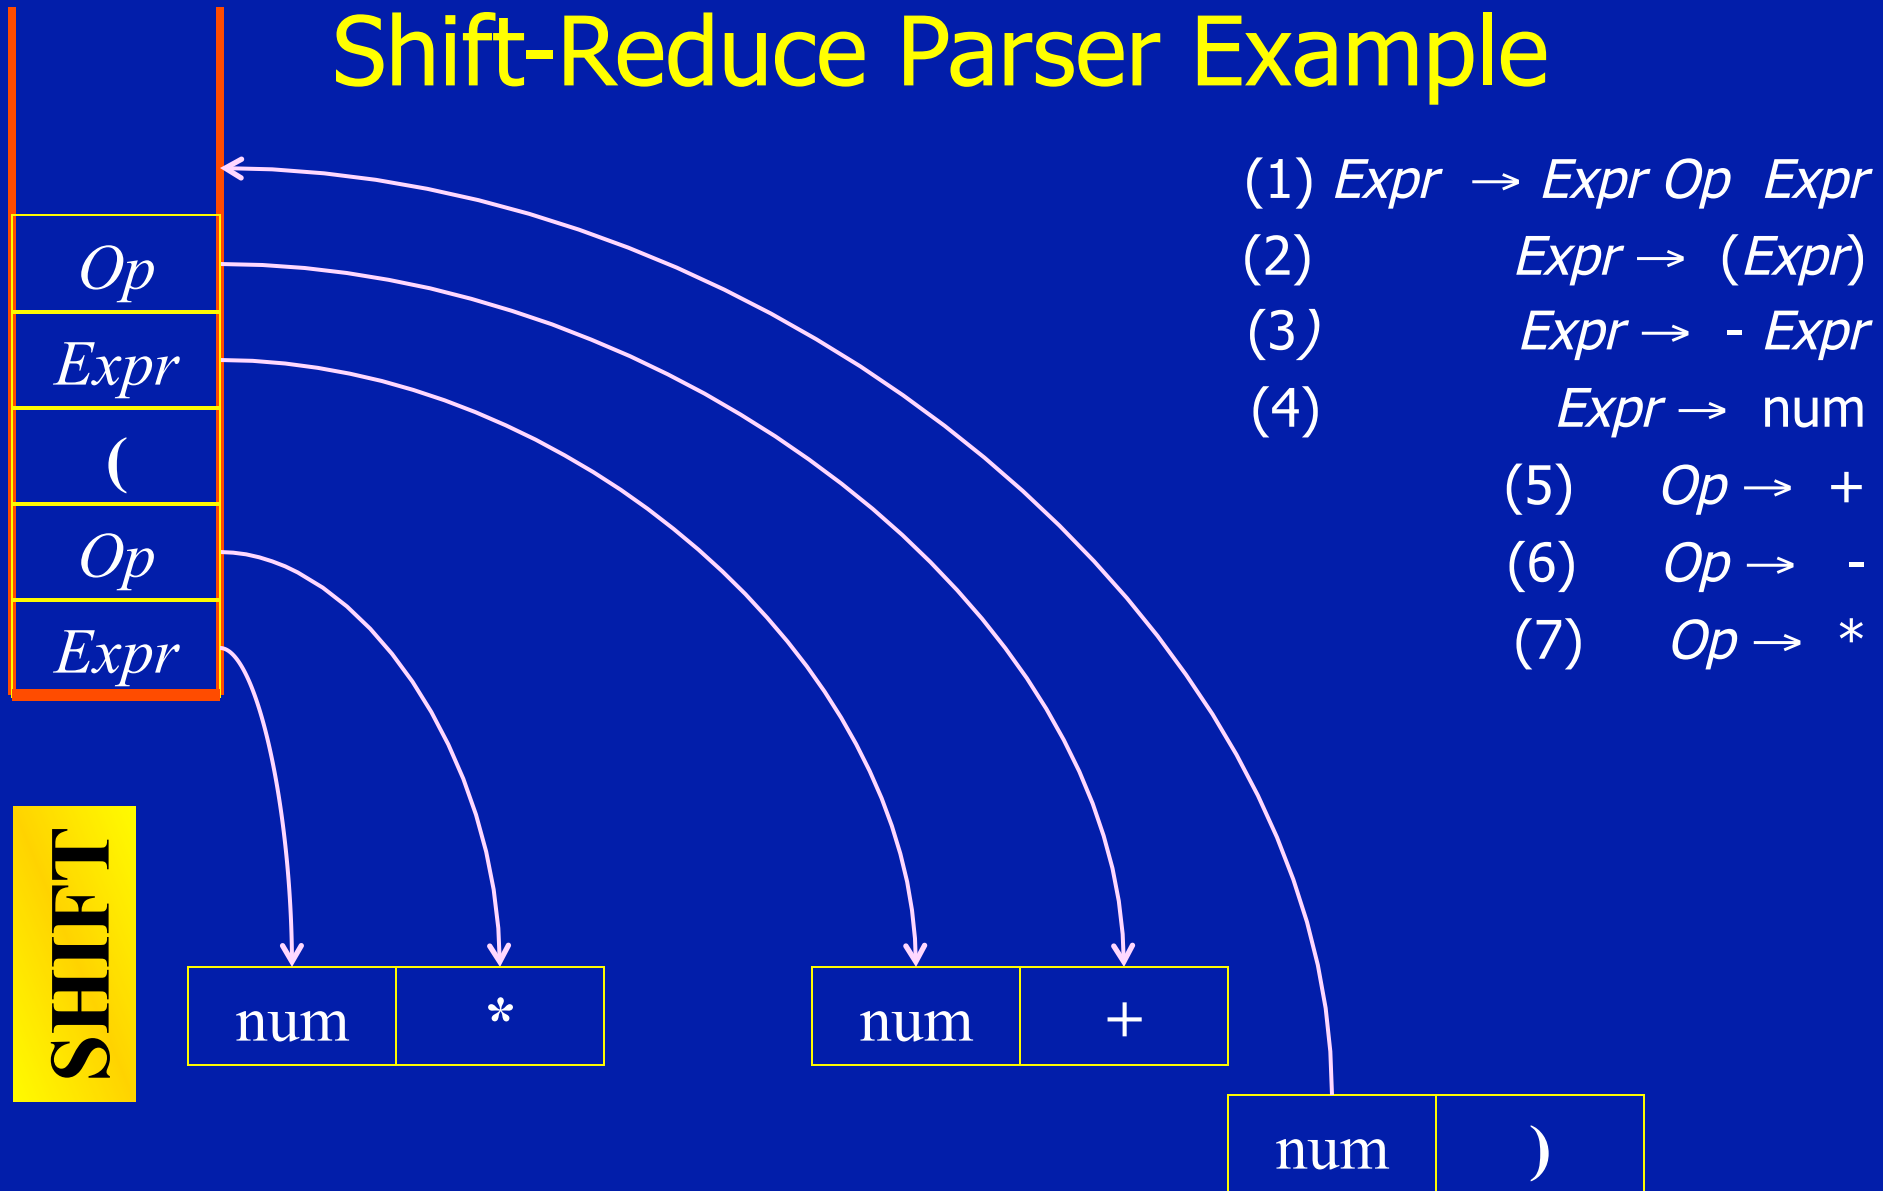 Shift-Reduce Parser Example
(1) Expr → Expr Op Expr
(2) Expr → (Expr)
(3) Expr → - Expr
(4) Expr → num
(5) Op → +
(6) Op → -
(7) Op → *
Op
Expr
(
Op
Expr
SHIFT
num *
num +
num )